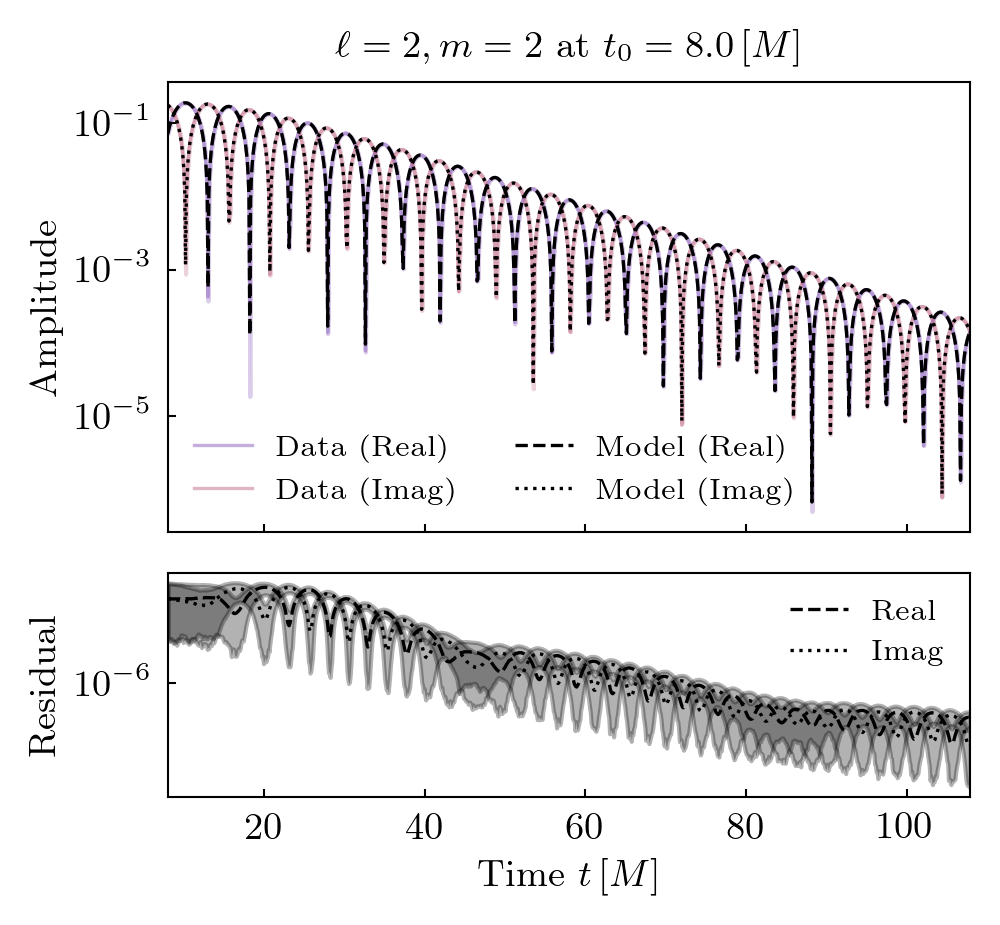 ℓ = 2, m = 2 at t₀ = 8.0 [M]
Amplitude
10⁻¹
10⁻³
10⁻⁵
Data (Real)
Data (Imag)
Model (Real)
Model (Imag)
Residual
10⁻⁶
Real
Imag
20 40 60 80 100
Time t [M]